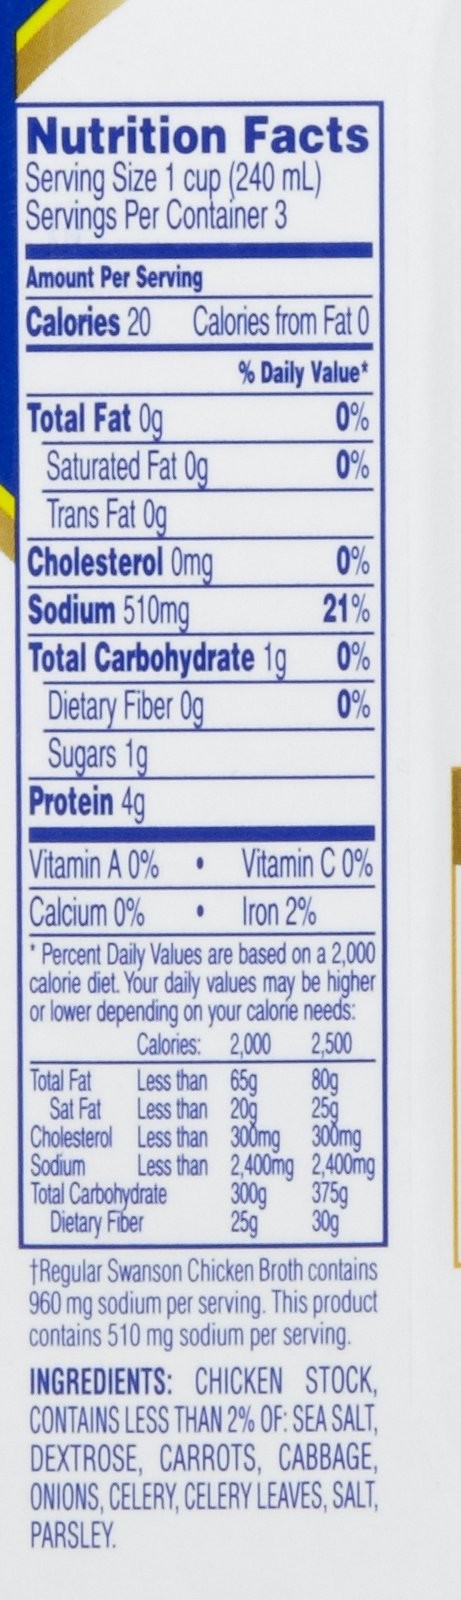 Nutrition Facts
Serving Size 1 cup (240 mL)
Servings Per Container 3
Amount Per Serving
Calories 20 Calories from Fat 0
% Daily Value*
Total Fat 0g 0%
Saturated Fat 0g 0%
Trans Fat 0g
Cholesterol 0mg 0%
Sodium 510mg 21%
Total Carbohydrate 1g 0%
Dietary Fiber 0g 0%
Sugars 1g
Protein 4g
Vitamin A 0% • Vitamin C 0%
Calcium 0% • Iron 2%
* Percent Daily Values are based on a 2,000
calorie diet. Your daily values may be higher
or lower depending on your calorie needs:
Calories: 2,000 2,500
Total Fat Less than 65g 80g
Sat Fat Less than 20g 25g
Cholesterol Less than 300mg 300mg
Sodium Less than 2,400mg 2,400mg
Total Carbohydrate 300g 375g
Dietary Fiber 25g 30g
†Regular Swanson Chicken Broth contains
960 mg sodium per serving. This product
contains 510 mg sodium per serving.
INGREDIENTS: CHICKEN STOCK,
CONTAINS LESS THAN 2% OF: SEA SALT,
DEXTROSE, CARROTS, CABBAGE,
ONIONS, CELERY, CELERY LEAVES, SALT,
PARSLEY.